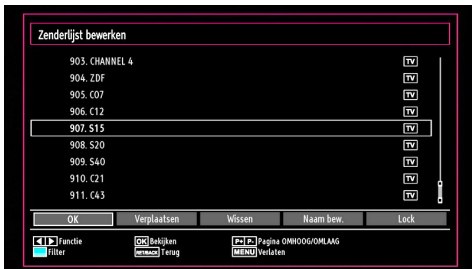 Zenderlijst bewerken
903. CHANNEL 4 TV
904. ZDF TV
905. C07 TV
906. C12 TV
907. S15 TV
908. S20 TV
909. S40 TV
910. C21 TV
911. C43 TV
OK Verplaatsen Wissen Naam bew. Lock
Functie OK Bekijken P+ P- Pagina OMHOOG/OMLAAG
Filter RET/BACK Terug MENU Verlaten